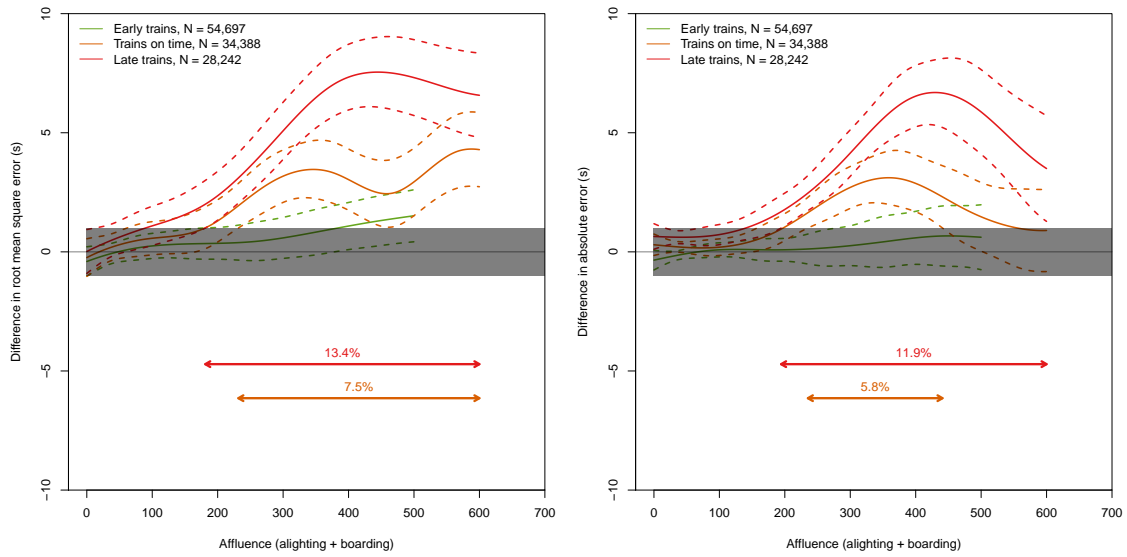 Early trains, N = 54,697
Trains on time, N = 34,388
Late trains, N = 28,242
Difference in root mean square error (s)
10
5
0
−5
−10
13.4%
7.5%
0 100 200 300 400 500 600 700
Affluence (alighting + boarding)
Early trains, N = 54,697
Trains on time, N = 34,388
Late trains, N = 28,242
Difference in absolute error (s)
10
5
0
−5
−10
11.9%
5.8%
0 100 200 300 400 500 600 700
Affluence (alighting + boarding)